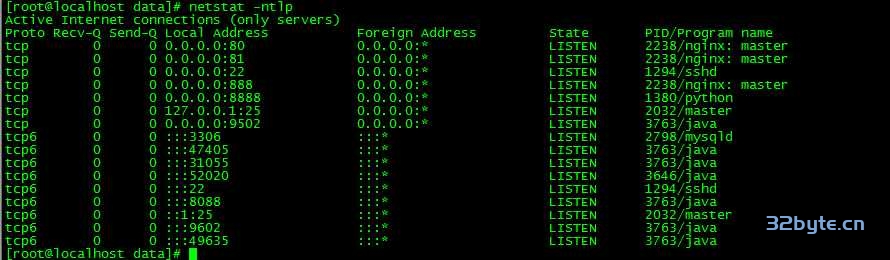 [root@localhost data]# netstat -ntlp
Active Internet connections (only servers)
Proto Recv-Q Send-Q Local Address           Foreign Address         State       PID/Program name
tcp        0      0 0.0.0.0:80              0.0.0.0:*               LISTEN      2238/nginx: master
tcp        0      0 0.0.0.0:81              0.0.0.0:*               LISTEN      2238/nginx: master
tcp        0      0 0.0.0.0:22              0.0.0.0:*               LISTEN      1294/sshd
tcp        0      0 0.0.0.0:888             0.0.0.0:*               LISTEN      2238/nginx: master
tcp        0      0 0.0.0.0:8888            0.0.0.0:*               LISTEN      1380/python
tcp        0      0 127.0.0.1:25            0.0.0.0:*               LISTEN      2032/master
tcp        0      0 0.0.0.0:9502            0.0.0.0:*               LISTEN      3763/java
tcp6       0      0 :::3306                 :::*                    LISTEN      2798/mysqld
tcp6       0      0 :::47405                :::*                    LISTEN      3763/java
tcp6       0      0 :::31055                :::*                    LISTEN      3763/java
tcp6       0      0 :::52020                :::*                    LISTEN      3646/java
tcp6       0      0 :::22                   :::*                    LISTEN      1294/sshd
tcp6       0      0 :::8088                 :::*                    LISTEN      3763/java
tcp6       0      0 ::1:25                  :::*                    LISTEN      2032/master
tcp6       0      0 :::9602                 :::*                    LISTEN      3763/java
tcp6       0      0 :::49635                :::*                    LISTEN      3763/java
[root@localhost data]#
32byte.cn